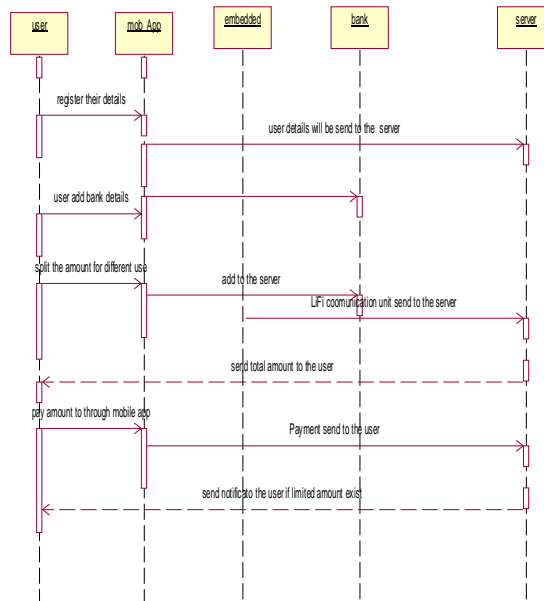 user
mob_App
embedded
bank
server
register their details
user details will be send to the server
user add bank details
split the amount for different use
add to the server
LiFi coomunication unit send to the server
send total amount to the user
pay amount to through mobile app
Payment send to the user
send notificato the user if limited amount exist